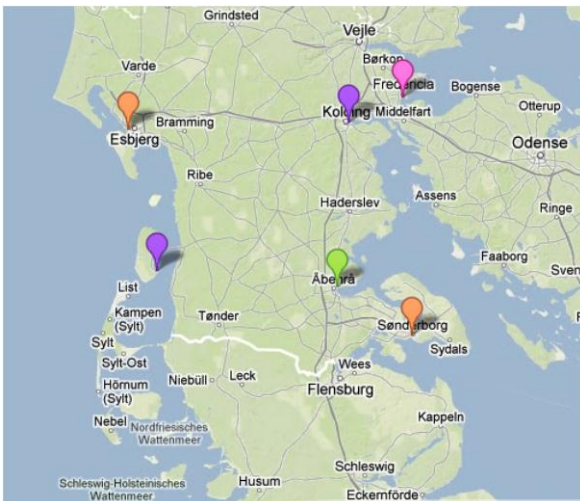 Grindsted
Vejle
Børkop
Varde
Fredericia
Bogense
Kolding
Middelfart
Otterup
Esbjerg
Bramming
Odense
Ribe
Assens
Haderslev
Ringe
Faaborg
Sven
Åbenrå
List
Kampen
(Sylt)
Tønder
Sønderborg
Sylt
Sydals
Sylt-Ost
Wees
Niebüll
Leck
Flensburg
Hörnum
(Sylt)
Kappeln
Nebel
Nordfriesisches
Wattenmeer
Schleswig
Schleswig-Holsteinisches
Wattenmeer
Husum
Eckernförde